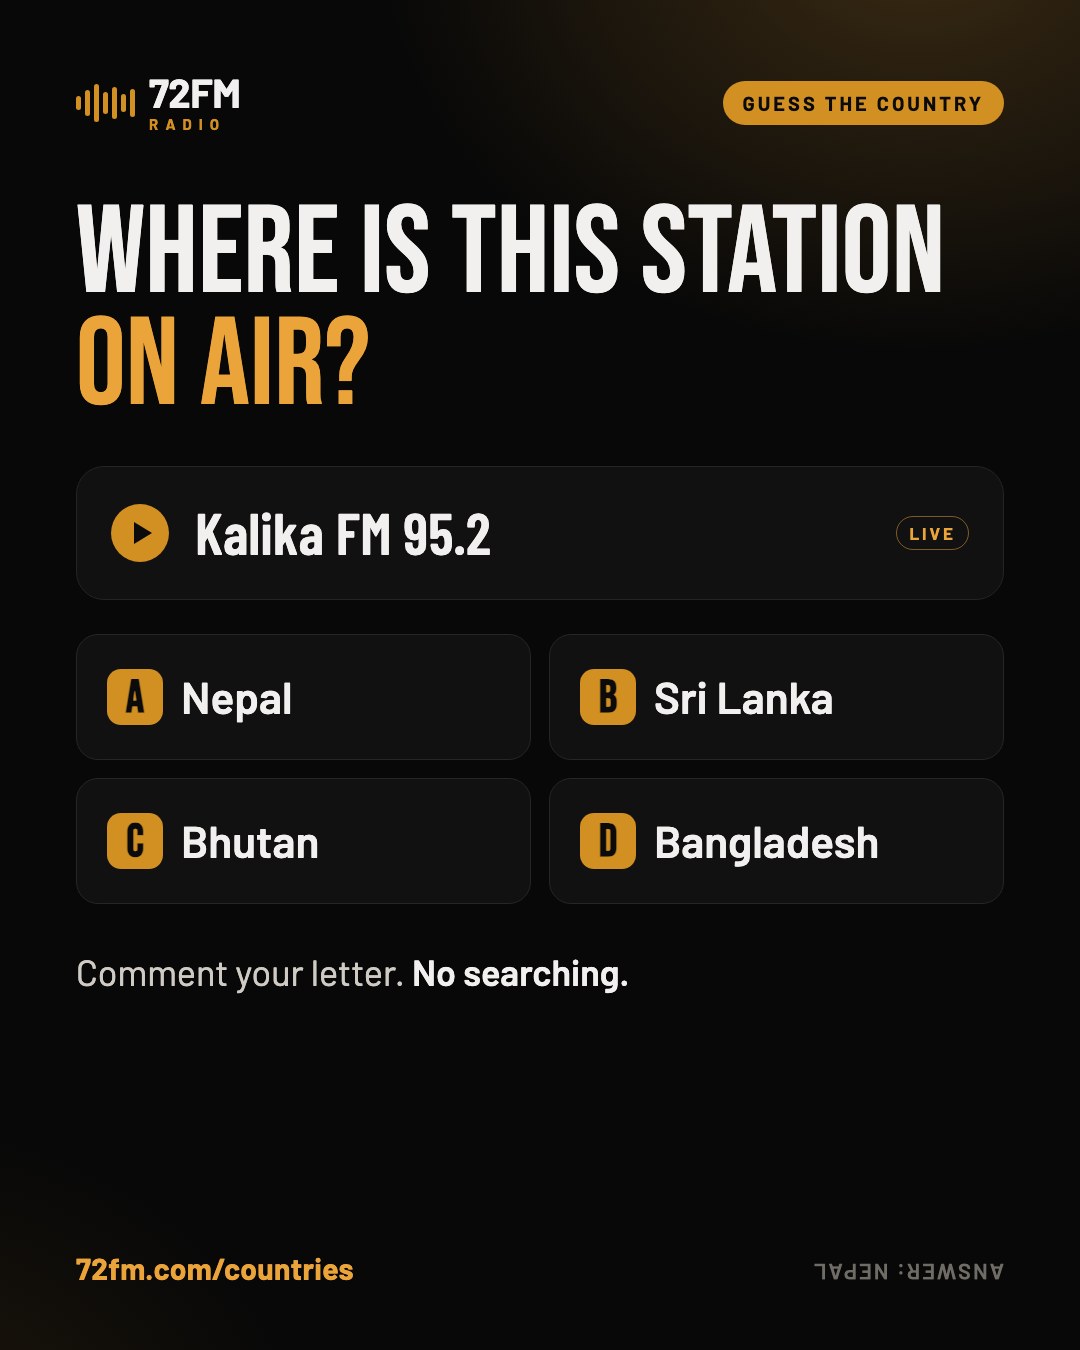 72FM
RADIO
GUESS THE COUNTRY
WHERE IS THIS STATION
ON AIR?
Kalika FM 95.2
LIVE
A Nepal
B Sri Lanka
C Bhutan
D Bangladesh
Comment your letter. No searching.
72fm.com/countries
ANSWER: NEPAL